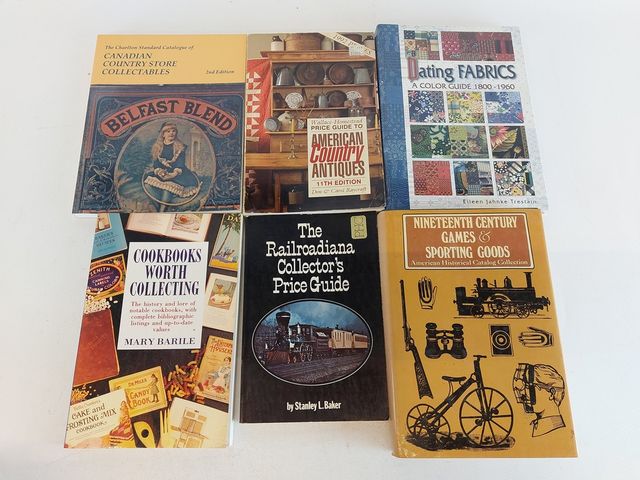 The Charlton Standard Catalogue of
CANADIAN
COUNTRY STORE
COLLECTABLES
2nd Edition
BELFAST BLEND
Wallace-Homestead
PRICE GUIDE TO
AMERICAN
Country
ANTIQUES
11TH EDITION
Don & Carol Raycraft
Dating FABRICS
A COLOR GUIDE 1800-1960
Eileen Jahnke Trestain
COOKBOOKS
WORTH
COLLECTING
The history and lore of
notable cookbooks, with
complete bibliographic
listings and up-to-date
values
MARY BARILE
ZENITH
CANDY
BOOK
CAKE and
FROSTING MIX
COOKBOOK
The
Railroadiana
Collector's
Price Guide
by Stanley L. Baker
NINETEENTH CENTURY
GAMES &
SPORTING GOODS
American Historical Catalog Collection